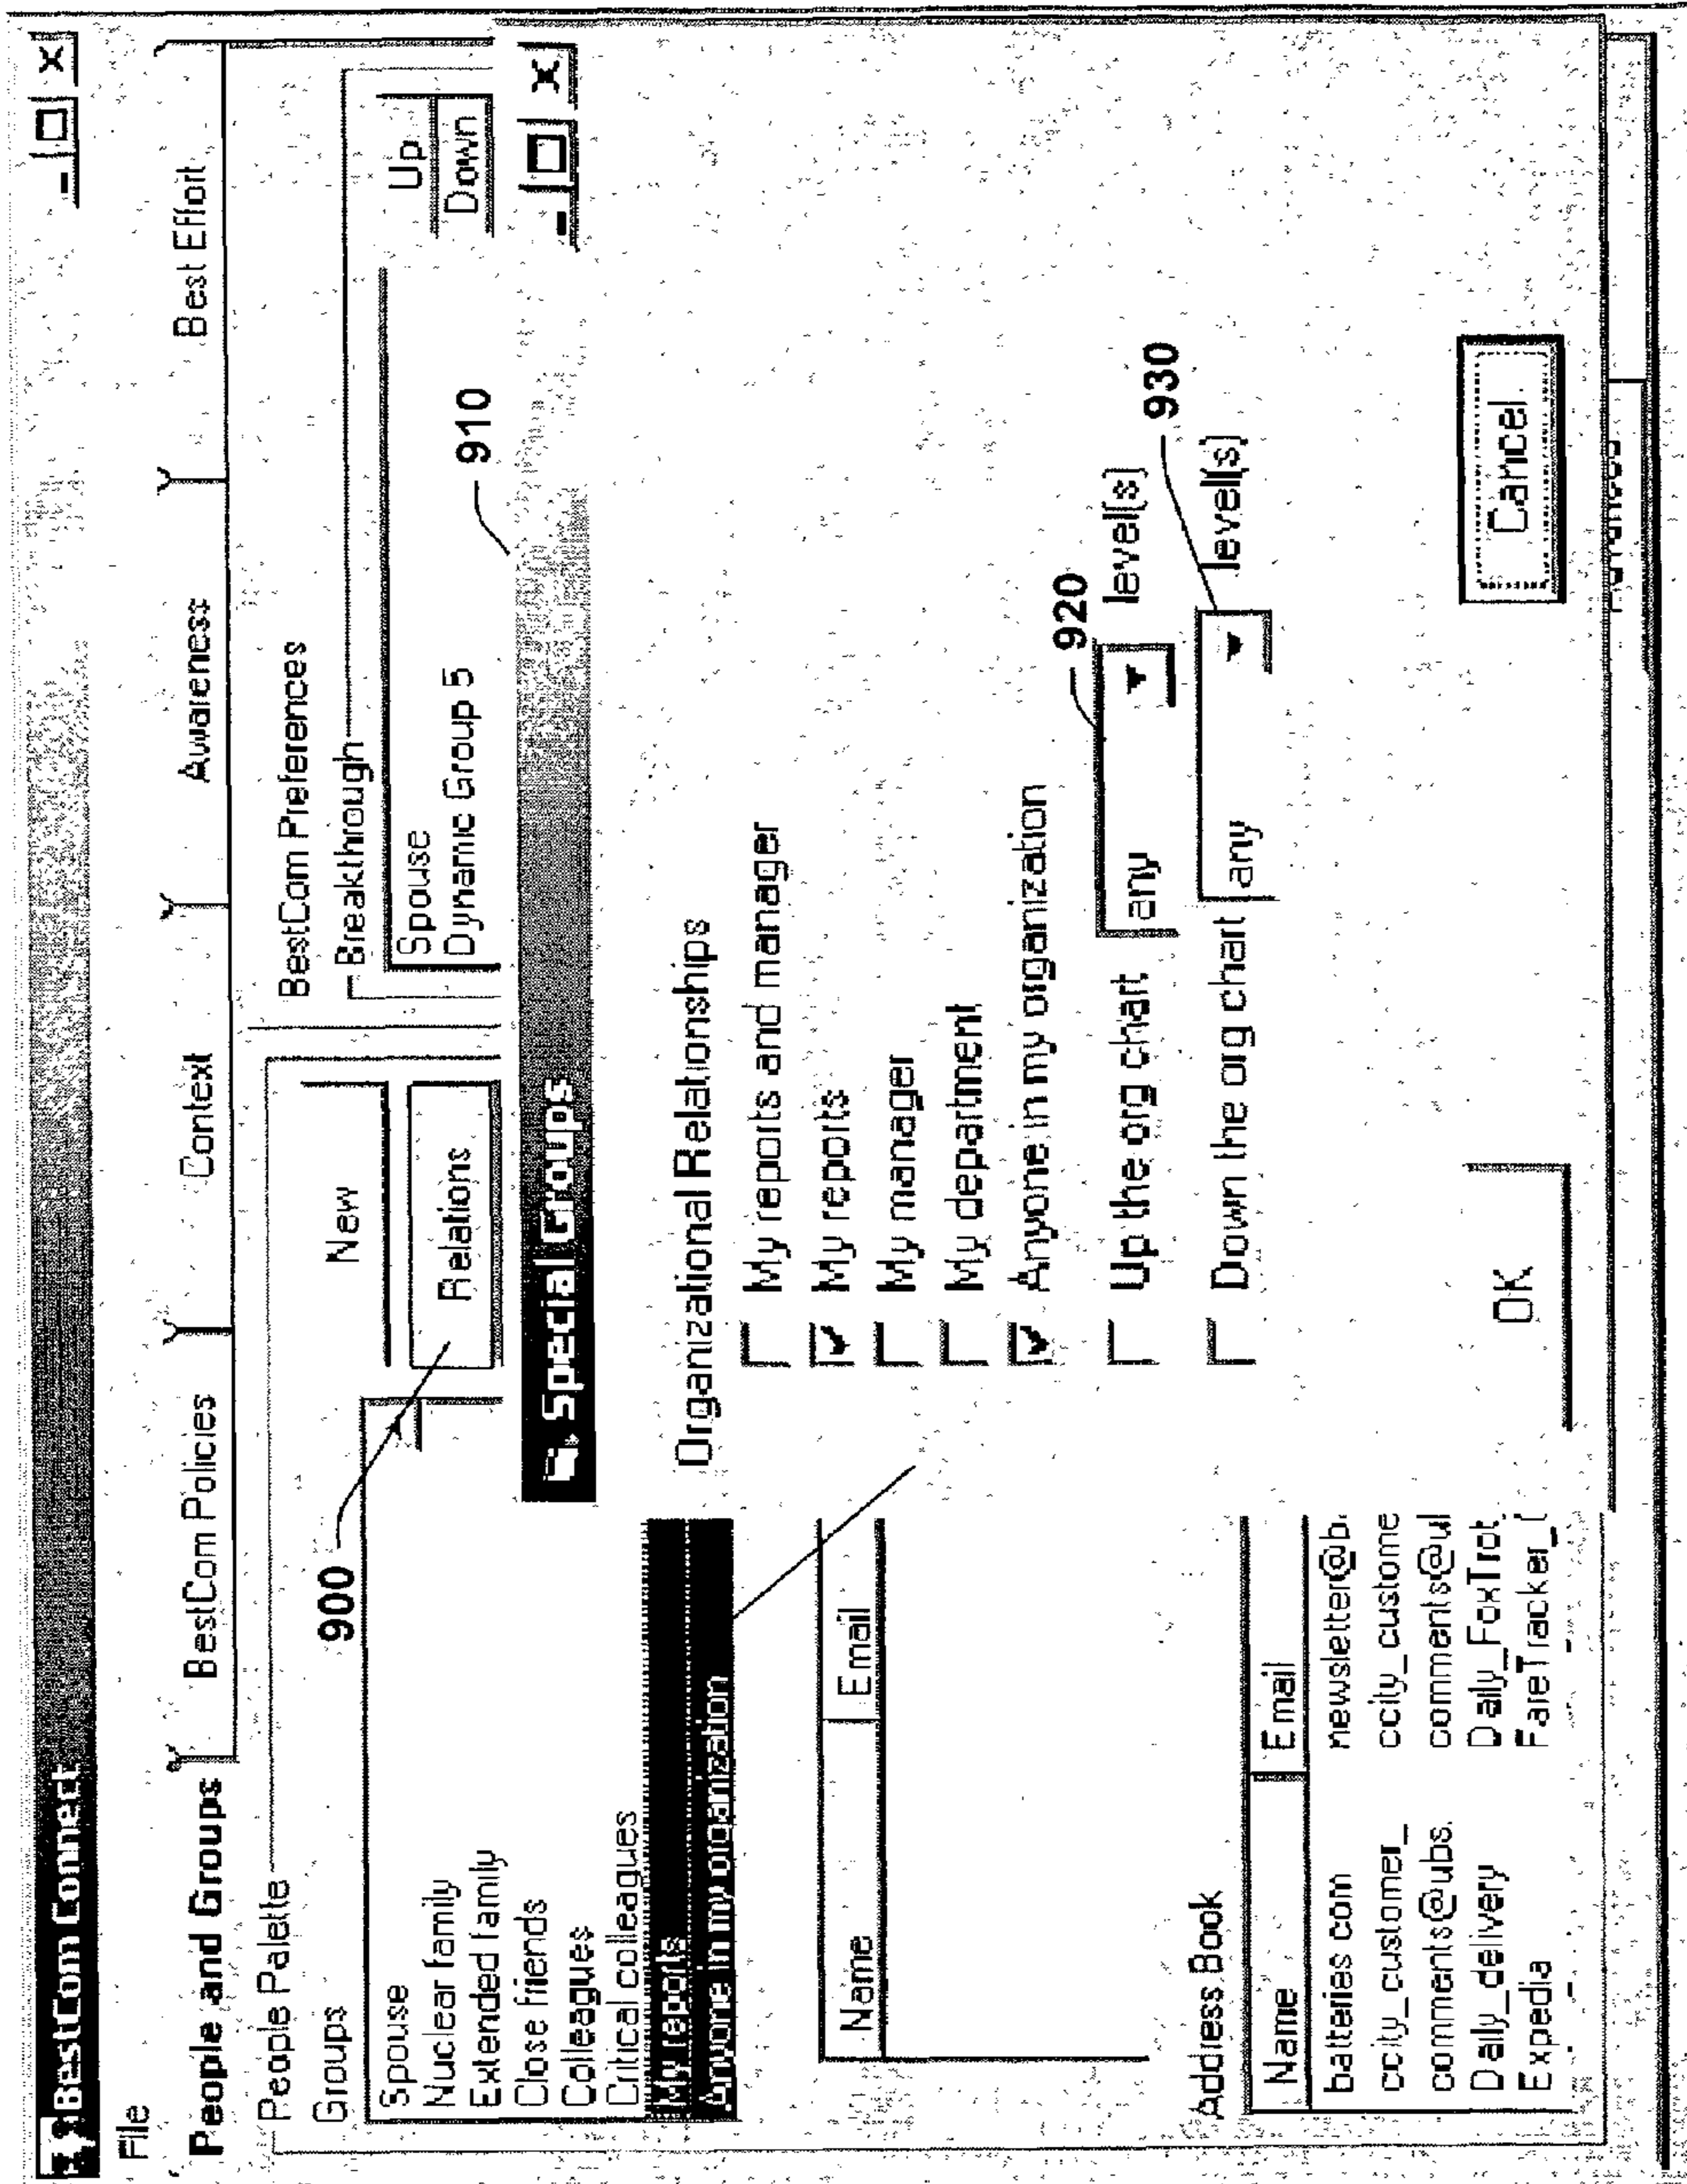 BestCom Connect
File
People and Groups
BestCom Policies
Context
Awareness
Best Effort
People Palette
Groups
900
New
Relations
Spouse
Nuclear family
Extended family
Close friends
Colleagues
Critical colleagues
My reports
Anyone in my organization
BestCom Preferences
Breakthrough
Spouse
Dynamic Group 5
Up
Down
910
Special Groups
Organizational Relationships
My reports and manager
My reports
My manager
My department
Anyone in my organization
920
Up the org chart any level(s)
930
Down the org chart any level(s)
OK
Cancel
Name Email
Address Book
Name Email
batteries com newsletter@b.
ccity_customer_ ccity_custome
comments@ubs. comments@ul
Daily_delivery Daily_FoxTrot
Expedia FareTracker_(